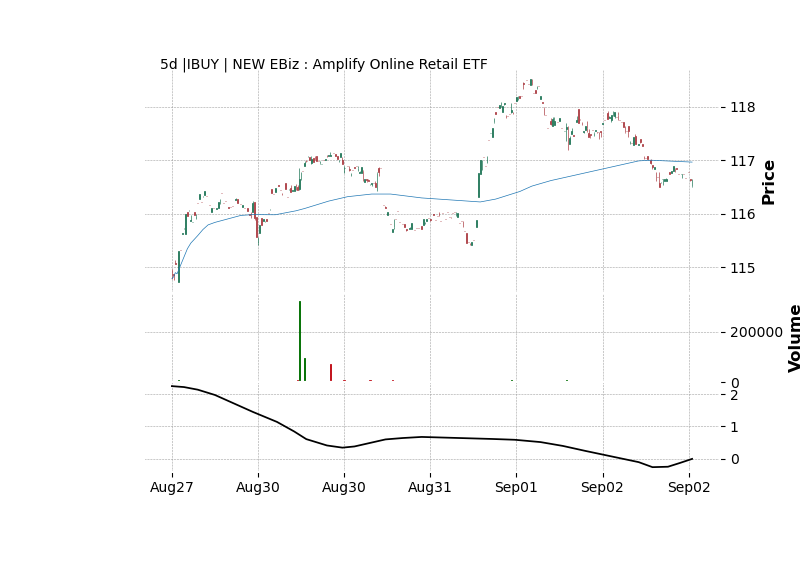 5d |IBUY | NEW EBiz : Amplify Online Retail ETF
118
117
116
115
Price
200000
0
Volume
2
1
0
Aug27 Aug30 Aug30 Aug31 Sep01 Sep02 Sep02